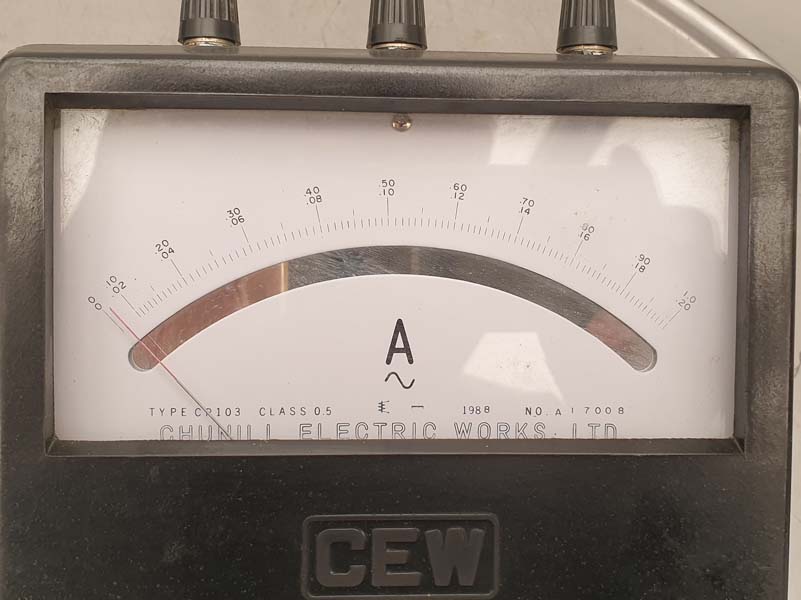 0 .10 .20 .30 .40 .50 .60 .70 .80 .90 1.0
0 .02 .04 .06 .08 .10 .12 .14 .16 .18 .20
A
TYPE CP103 CLASS 0.5 1988 NO. A17008
CHUNIL ELECTRIC WORKS LTD
CEW